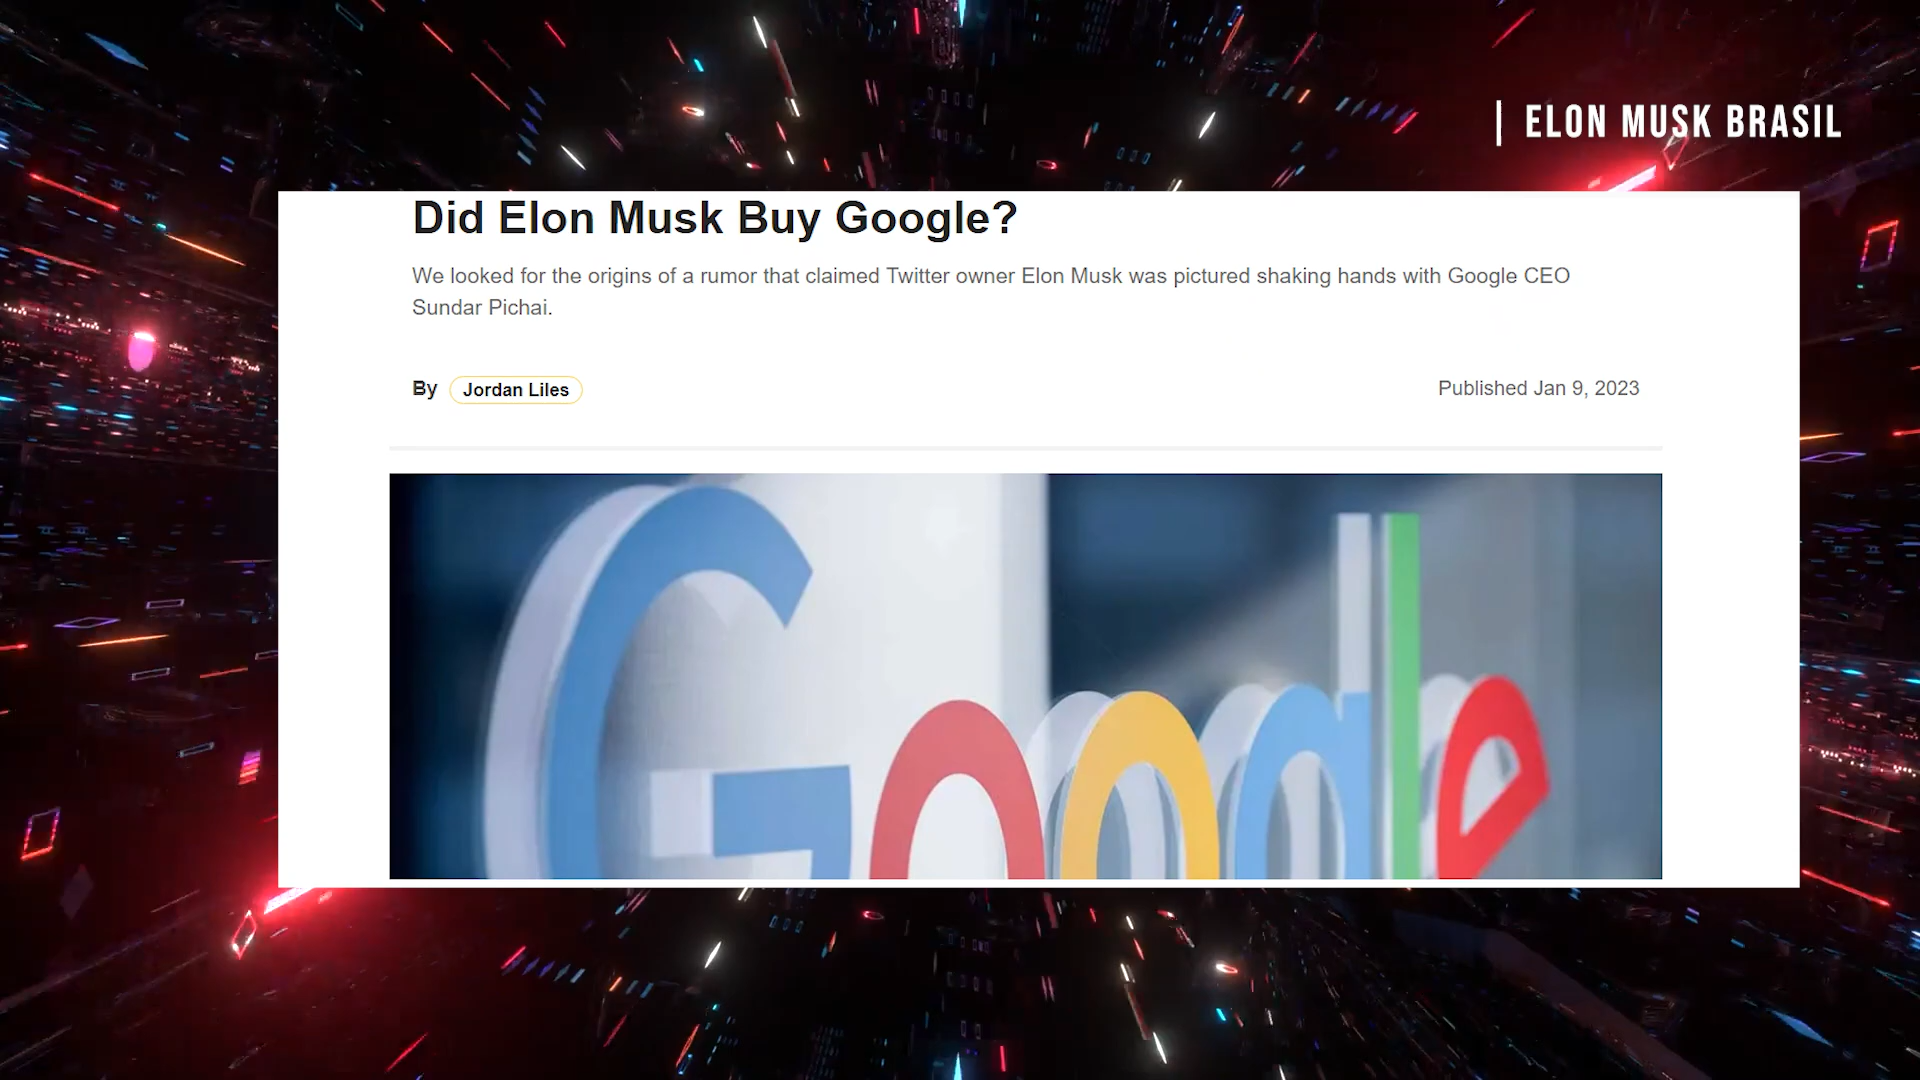 | ELON MUSK BRASIL
Did Elon Musk Buy Google?
We looked for the origins of a rumor that claimed Twitter owner Elon Musk was pictured shaking hands with Google CEO
Sundar Pichai.
By Jordan Liles
Published Jan 9, 2023
Google